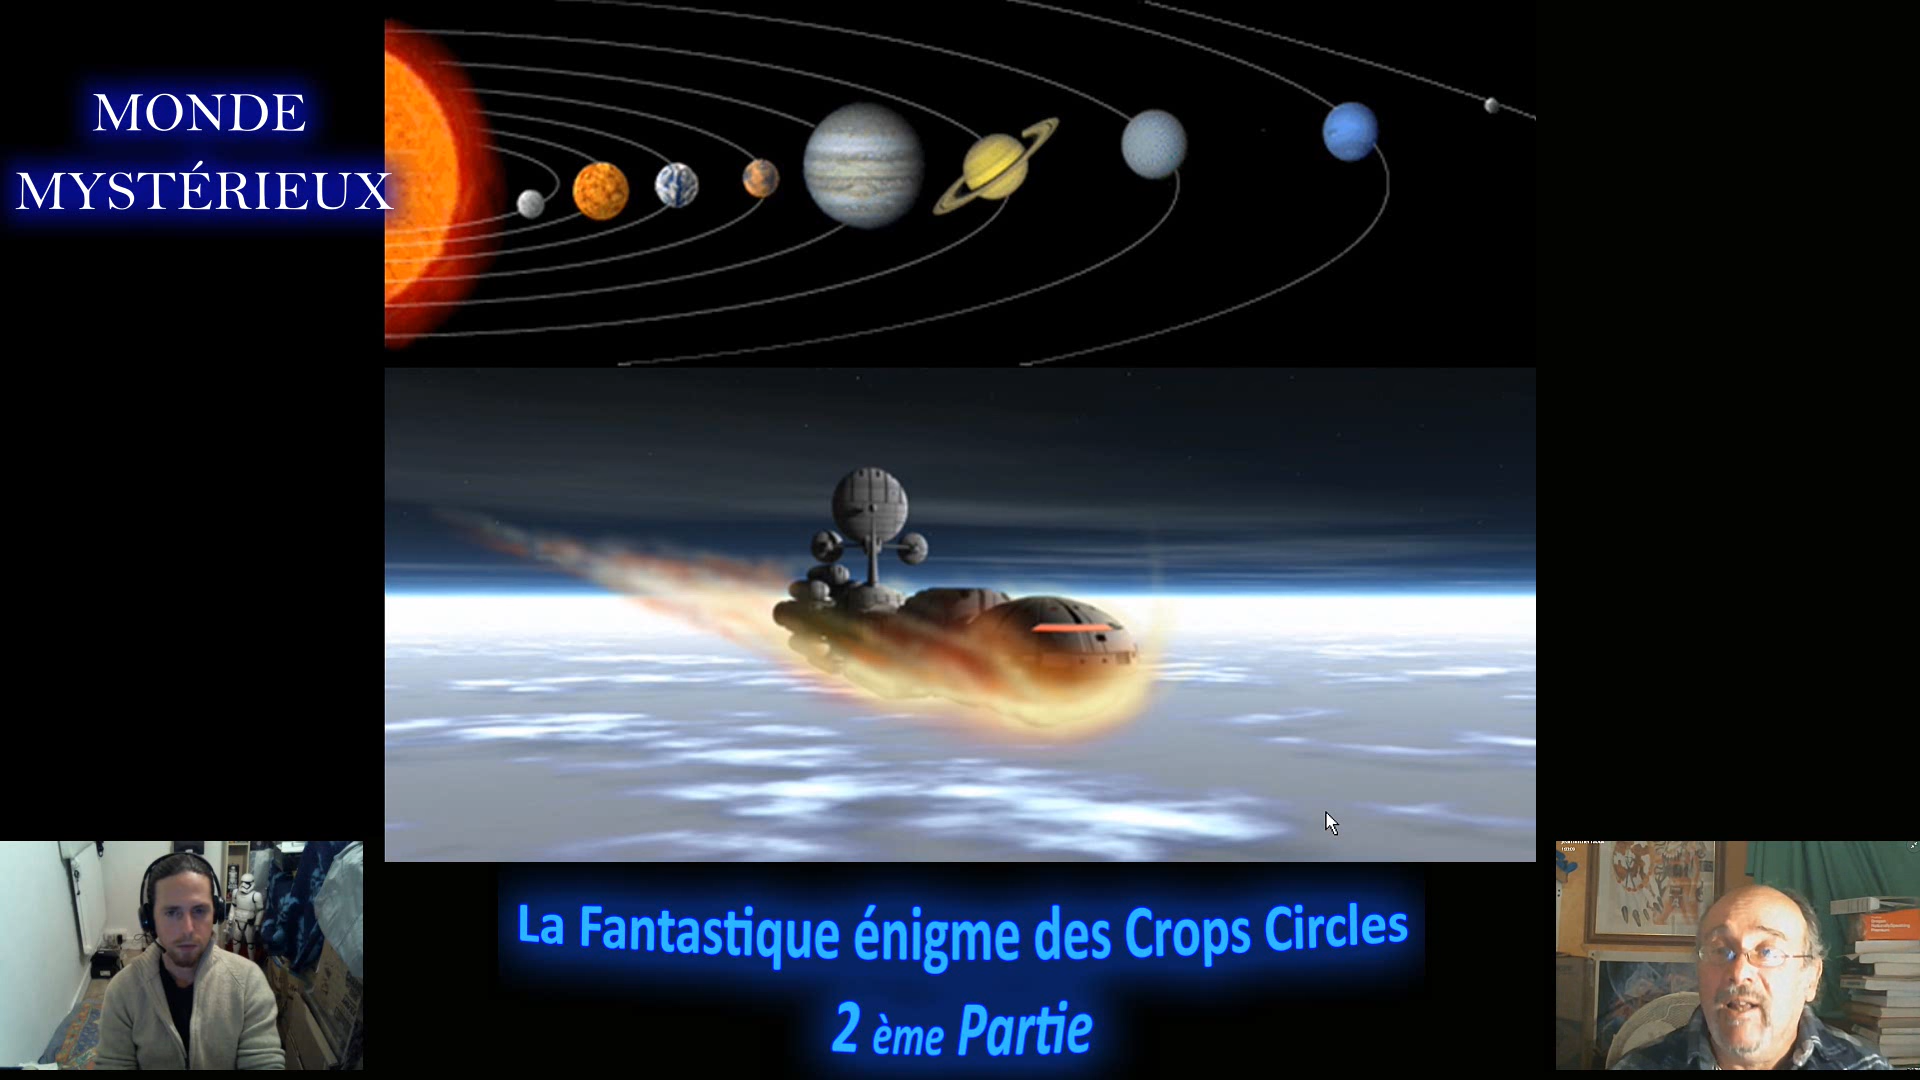 MONDE
MYSTÉRIEUX
La Fantastique énigme des Crops Circles
2 ème Partie